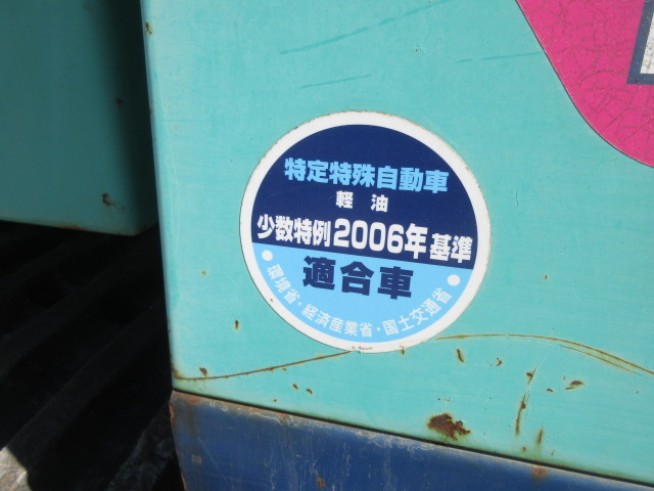 特定特殊自動車
軽油
少数特例2006年基準
適合車
環境省・経済産業省・国土交通省